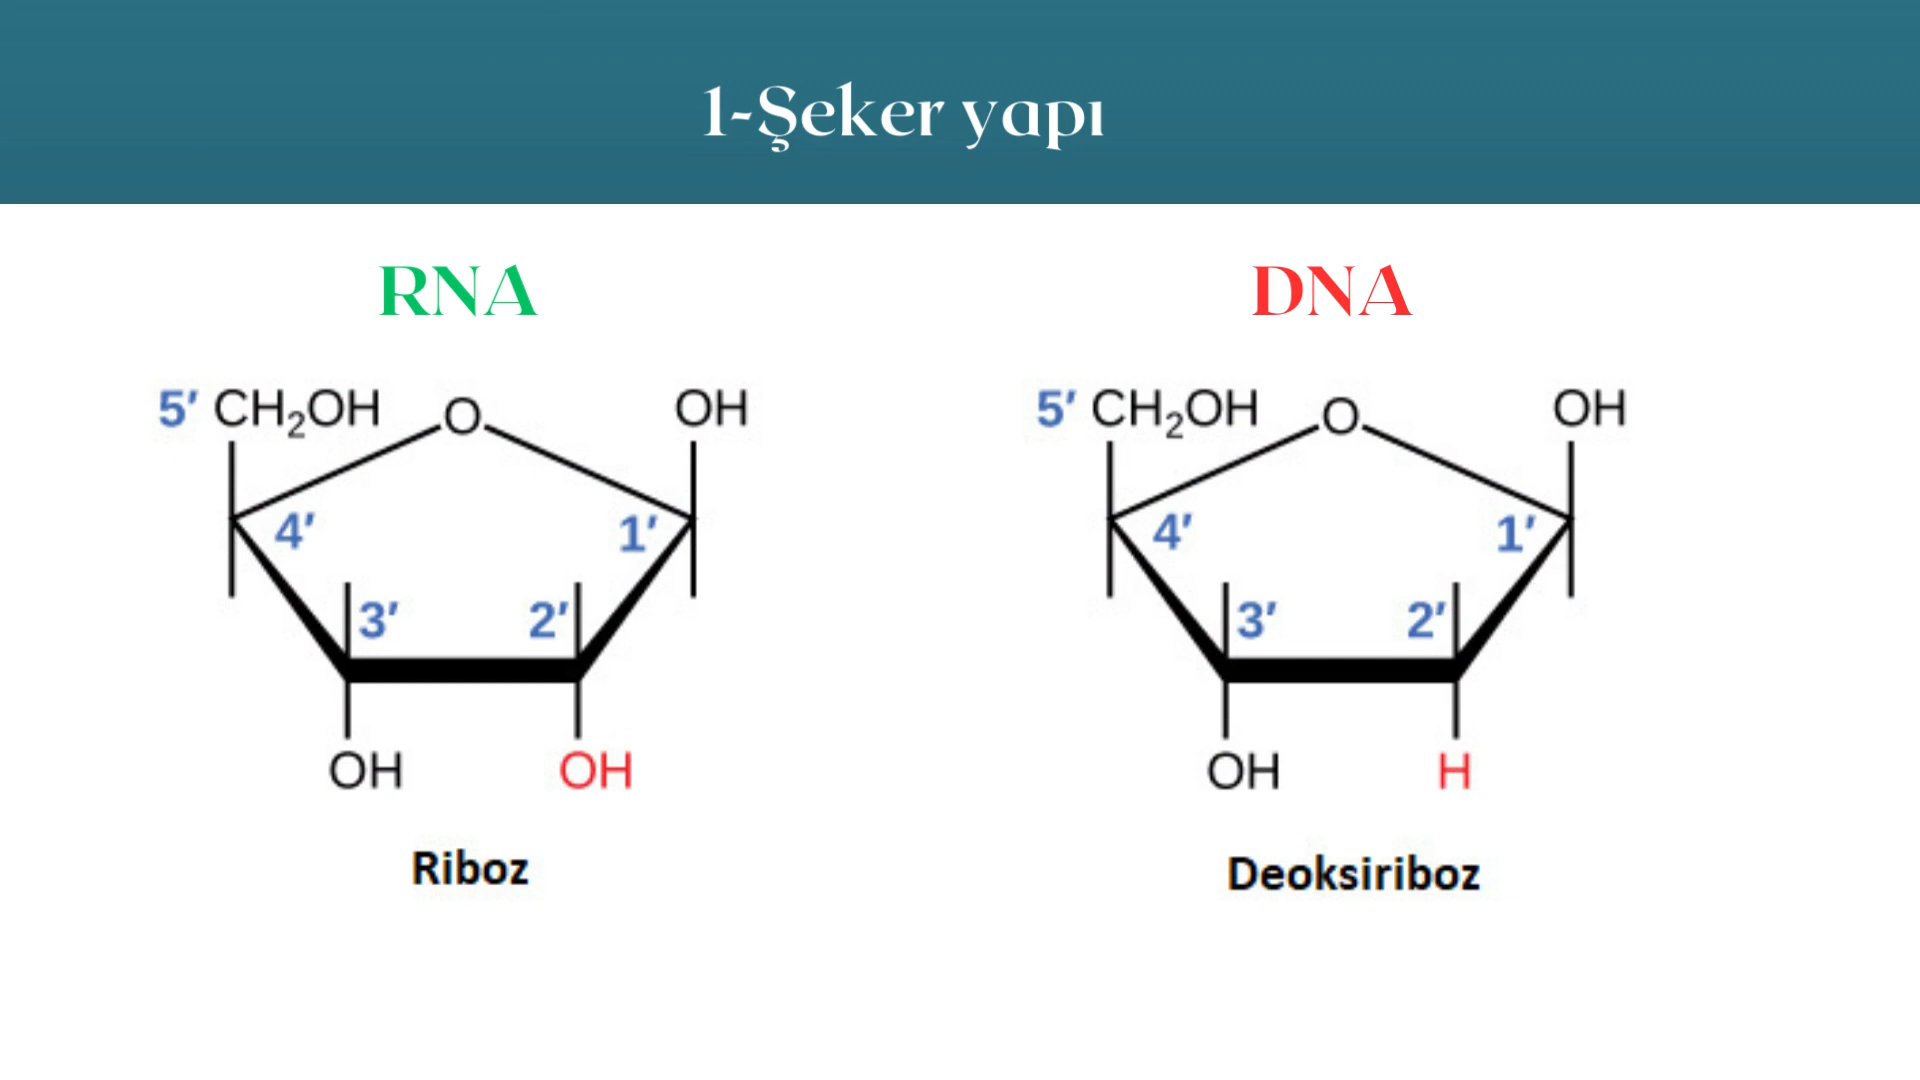 1-Şeker yapı
RNA
5′ CH₂OH O OH
4′ 1′
3′ 2′
OH OH
Riboz
DNA
5′ CH₂OH O OH
4′ 1′
3′ 2′
OH H
Deoksiriboz